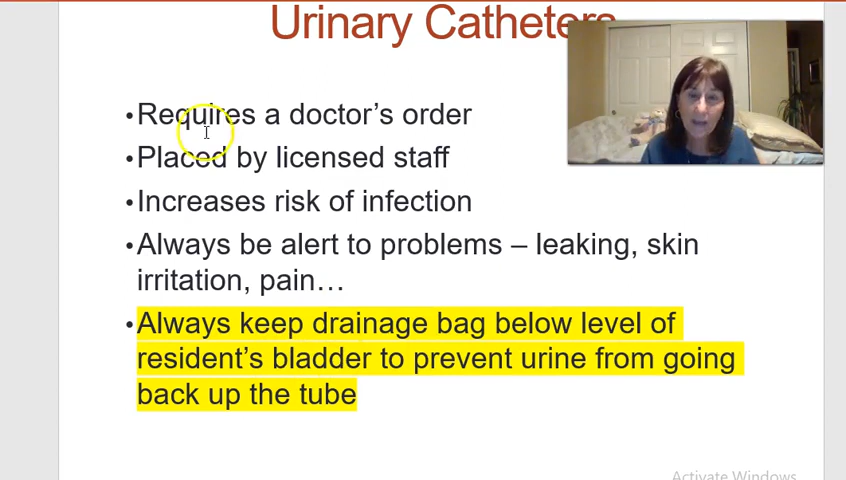 Urinary Catheters
•Requires a doctor's order
•Placed by licensed staff
•Increases risk of infection
•Always be alert to problems – leaking, skin
irritation, pain…
•Always keep drainage bag below level of
resident's bladder to prevent urine from going
back up the tube
Activate Windows